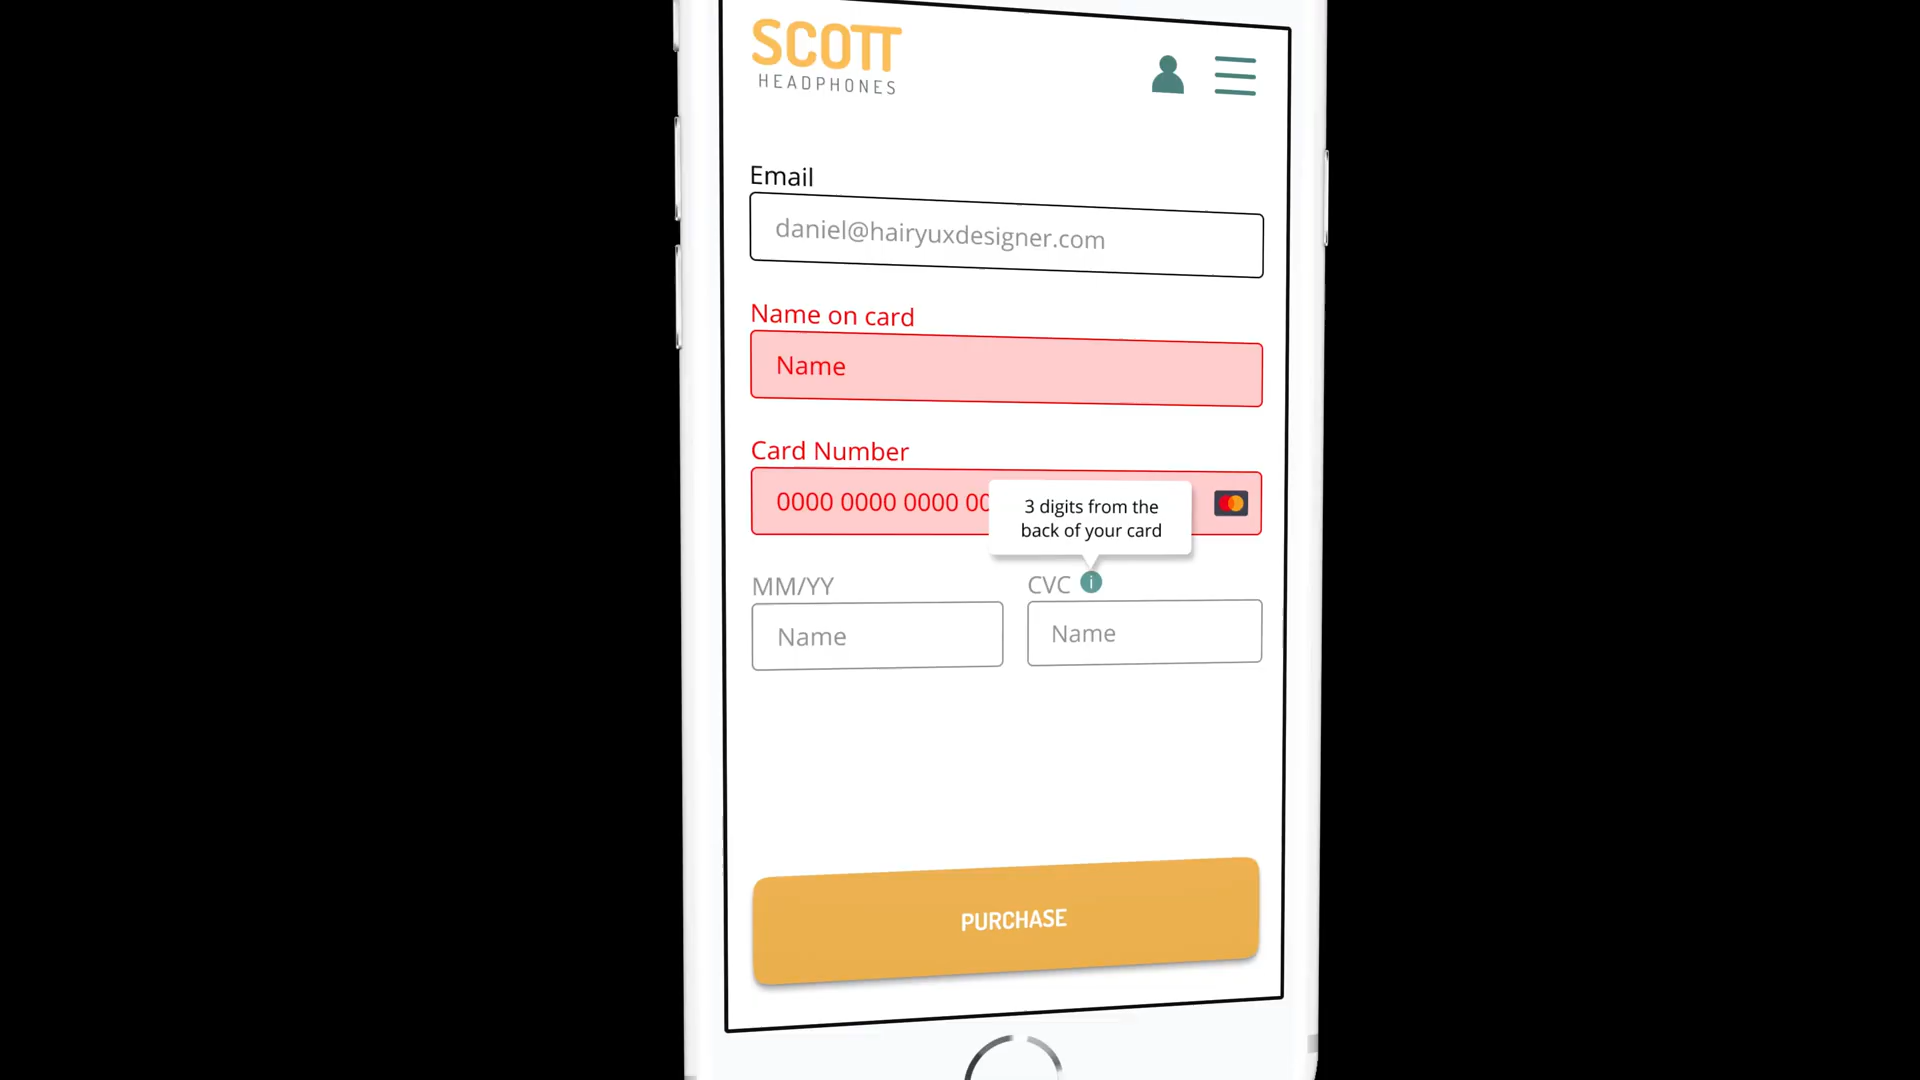 SCOTT
HEADPHONES
Email
daniel@hairyuxdesigner.com
Name on card
Name
Card Number
0000 0000 0000 00
3 digits from the
back of your card
MM/YY
CVC i
Name
Name
PURCHASE